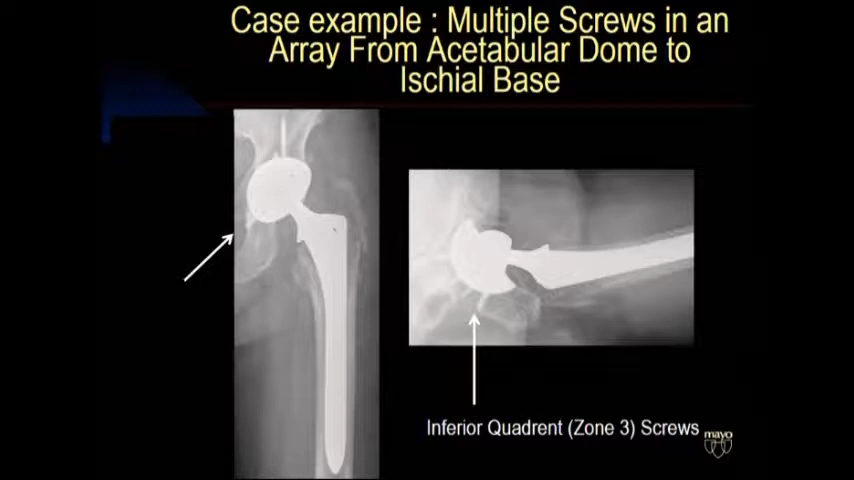 Case example : Multiple Screws in an
Array From Acetabular Dome to
Ischial Base
Inferior Quadrent (Zone 3) Screws
mayo